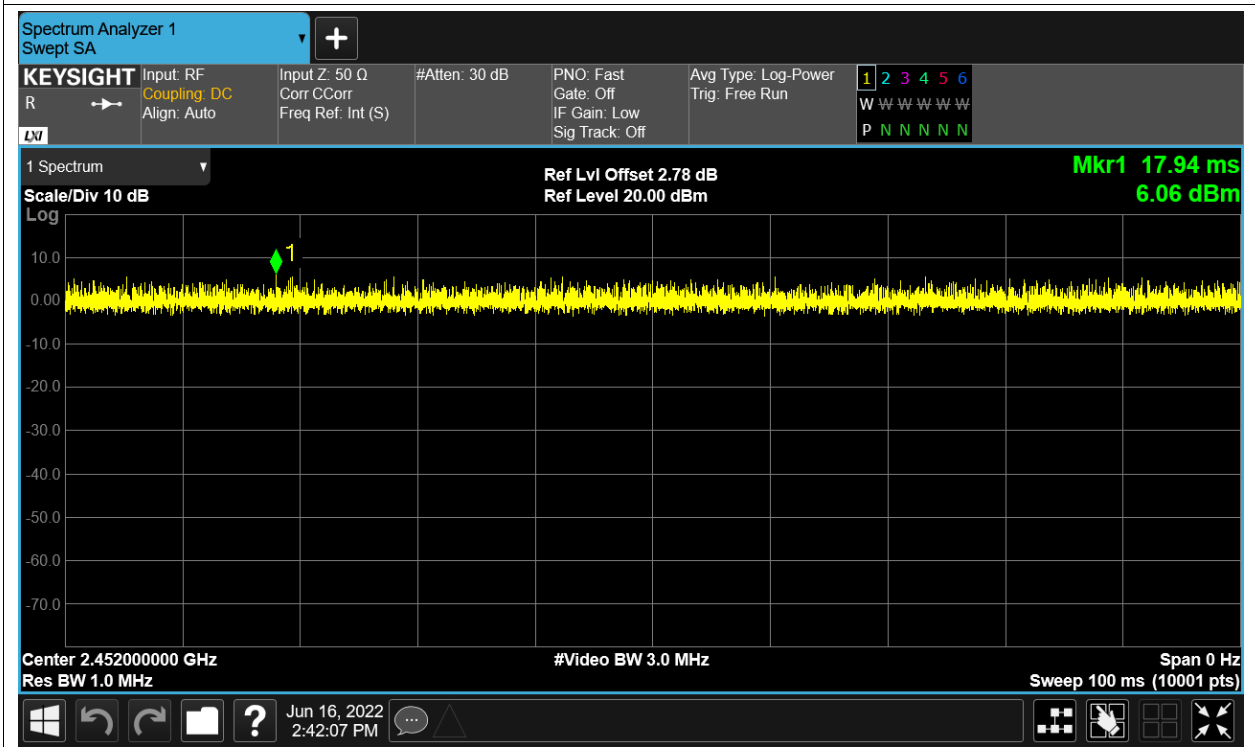 Spectrum Analyzer 1
Swept SA
KEYSIGHT
R
LXI
Input: RF
Coupling: DC
Align: Auto
Input Z: 50 Ω
Corr CCorr
Freq Ref: Int (S)
#Atten: 30 dB
PNO: Fast
Gate: Off
IF Gain: Low
Sig Track: Off
Avg Type: Log-Power
Trig: Free Run
1 2 3 4 5 6
W W W W W W
P N N N N N
1 Spectrum
Scale/Div 10 dB
Log
Ref Lvl Offset 2.78 dB
Ref Level 20.00 dBm
Mkr1 17.94 ms
6.06 dBm
1
10.0
0.00
-10.0
-20.0
-30.0
-40.0
-50.0
-60.0
-70.0
Center 2.452000000 GHz
Res BW 1.0 MHz
#Video BW 3.0 MHz
Span 0 Hz
Sweep 100 ms (10001 pts)
?
Jun 16, 2022
2:42:07 PM